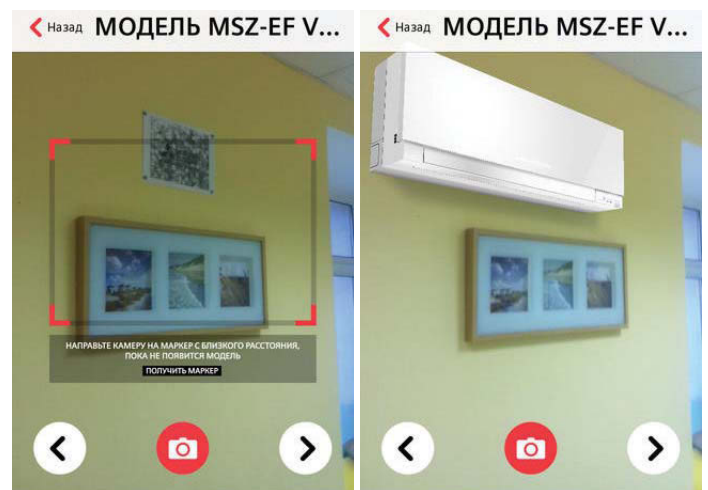 Назад МОДЕЛЬ MSZ-EF V...
НАПРАВЬТЕ КАМЕРУ НА МАРКЕР С БЛИЗКОГО РАССТОЯНИЯ,
ПОКА НЕ ПОЯВИТСЯ МОДЕЛЬ
ПОЛУЧИТЬ МАРКЕР
Назад МОДЕЛЬ MSZ-EF V...